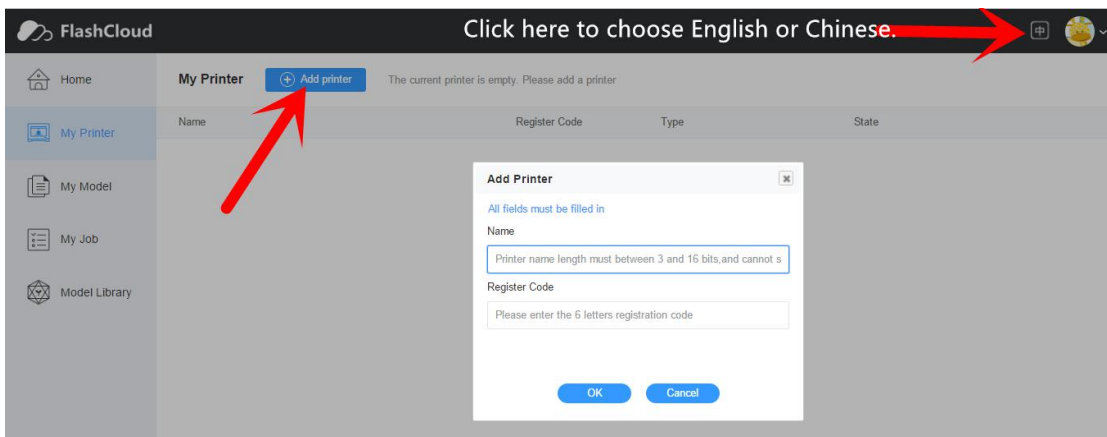 FlashCloud
Click here to choose English or Chinese.
中
Home
My Printer
Add printer
The current printer is empty. Please add a printer
My Printer
Name
Register Code
Type
State
My Model
My Job
Model Library
Add Printer
All fields must be filled in
Name
Printer name length must between 3 and 16 bits,and cannot s
Register Code
Please enter the 6 letters registration code
OK
Cancel